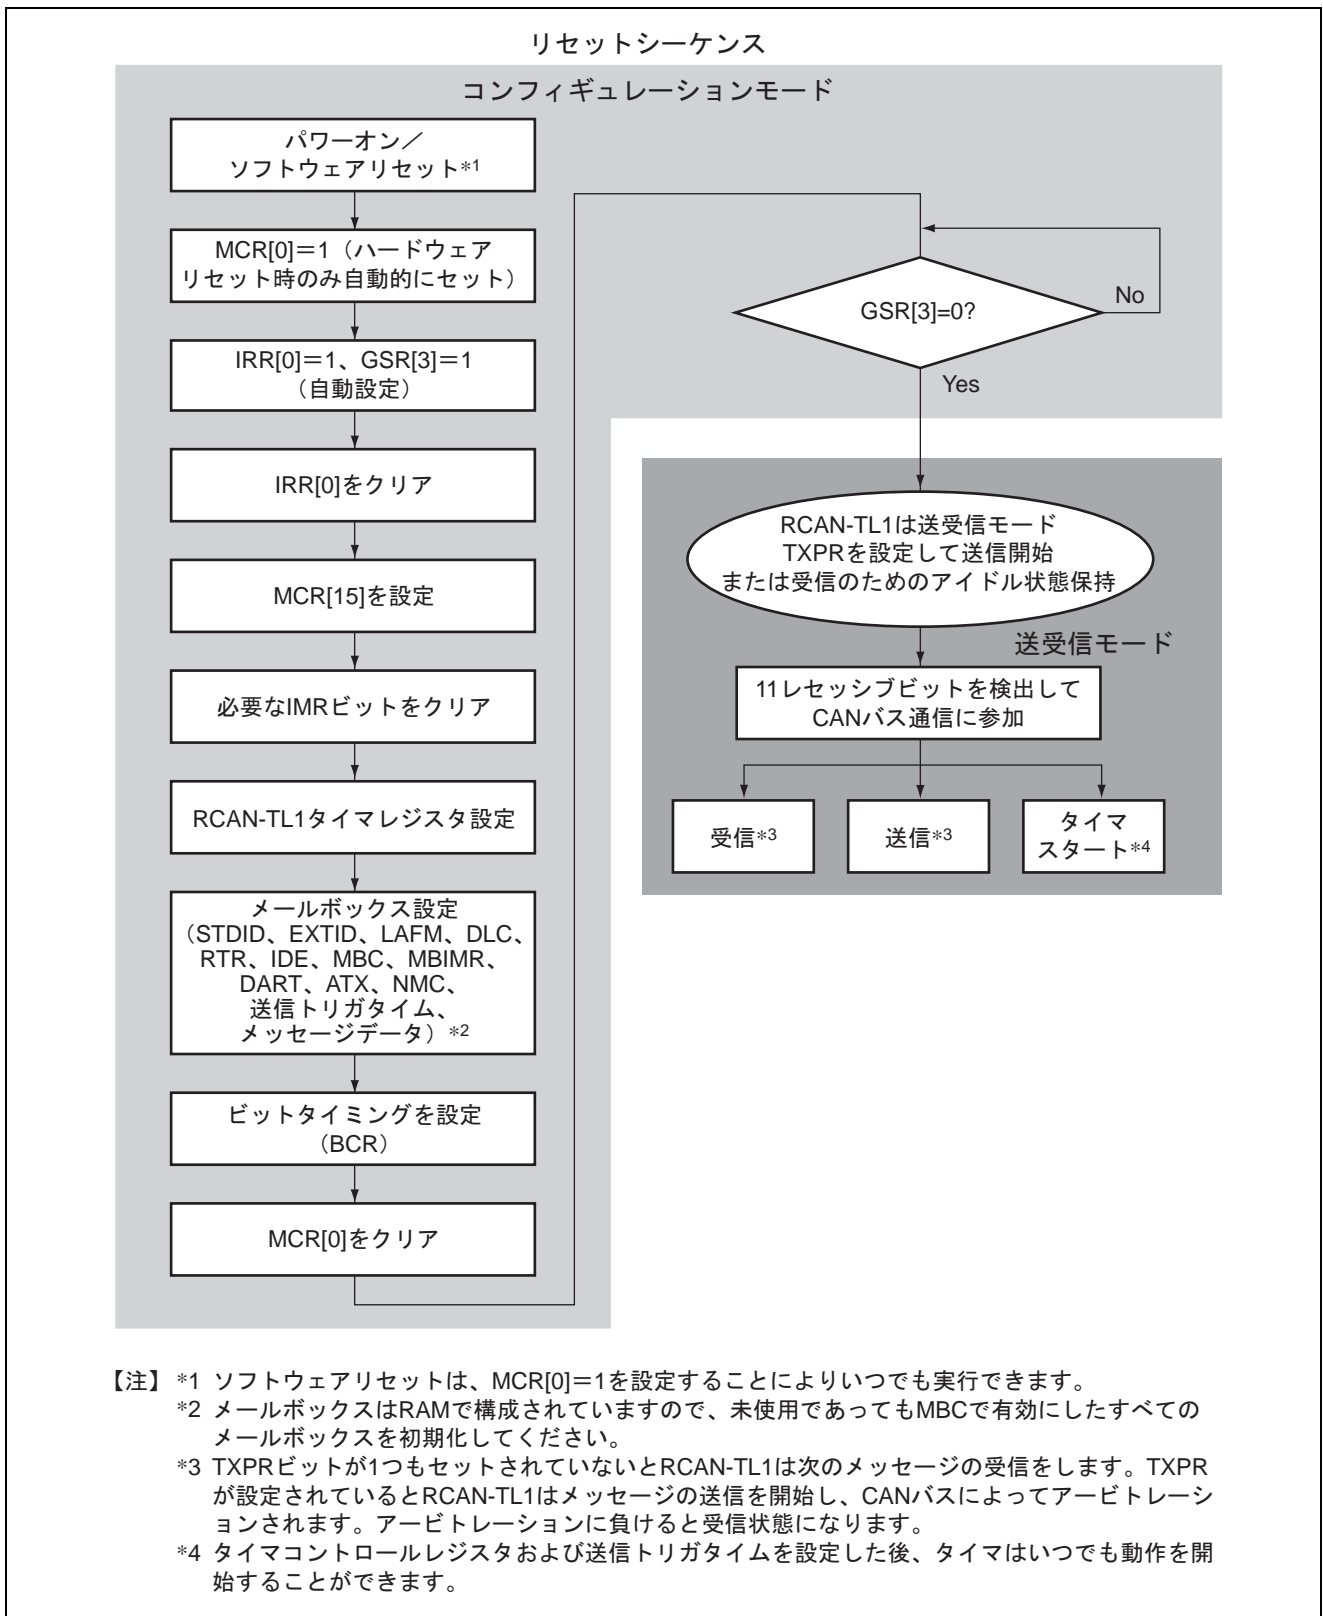 リセットシーケンス
コンフィギュレーションモード
パワーオン／
ソフトウェアリセット*1
MCR[0]＝1（ハードウェア
リセット時のみ自動的にセット）
IRR[0]＝1、GSR[3]＝1
（自動設定）
IRR[0]をクリア
MCR[15]を設定
必要なIMRビットをクリア
RCAN-TL1タイマレジスタ設定
メールボックス設定
（STDID、EXTID、LAFM、DLC、
RTR、IDE、MBC、MBIMR、
DART、ATX、NMC、
送信トリガタイム、
メッセージデータ）*2
ビットタイミングを設定
（BCR）
MCR[0]をクリア
GSR[3]=0?
No
Yes
RCAN-TL1は送受信モード
TXPRを設定して送信開始
または受信のためのアイドル状態保持
送受信モード
11レセッシブビットを検出して
CANバス通信に参加
受信*3
送信*3
タイマ
スタート*4
【注】 *1 ソフトウェアリセットは、MCR[0]＝1を設定することによりいつでも実行できます。
*2 メールボックスはRAMで構成されていますので、未使用であってもMBCで有効にしたすべての
メールボックスを初期化してください。
*3 TXPRビットが1つもセットされていないとRCAN-TL1は次のメッセージの受信をします。TXPR
が設定されているとRCAN-TL1はメッセージの送信を開始し、CANバスによってアービトレーシ
ョンされます。アービトレーションに負けると受信状態になります。
*4 タイマコントロールレジスタおよび送信トリガタイムを設定した後、タイマはいつでも動作を開
始することができます。